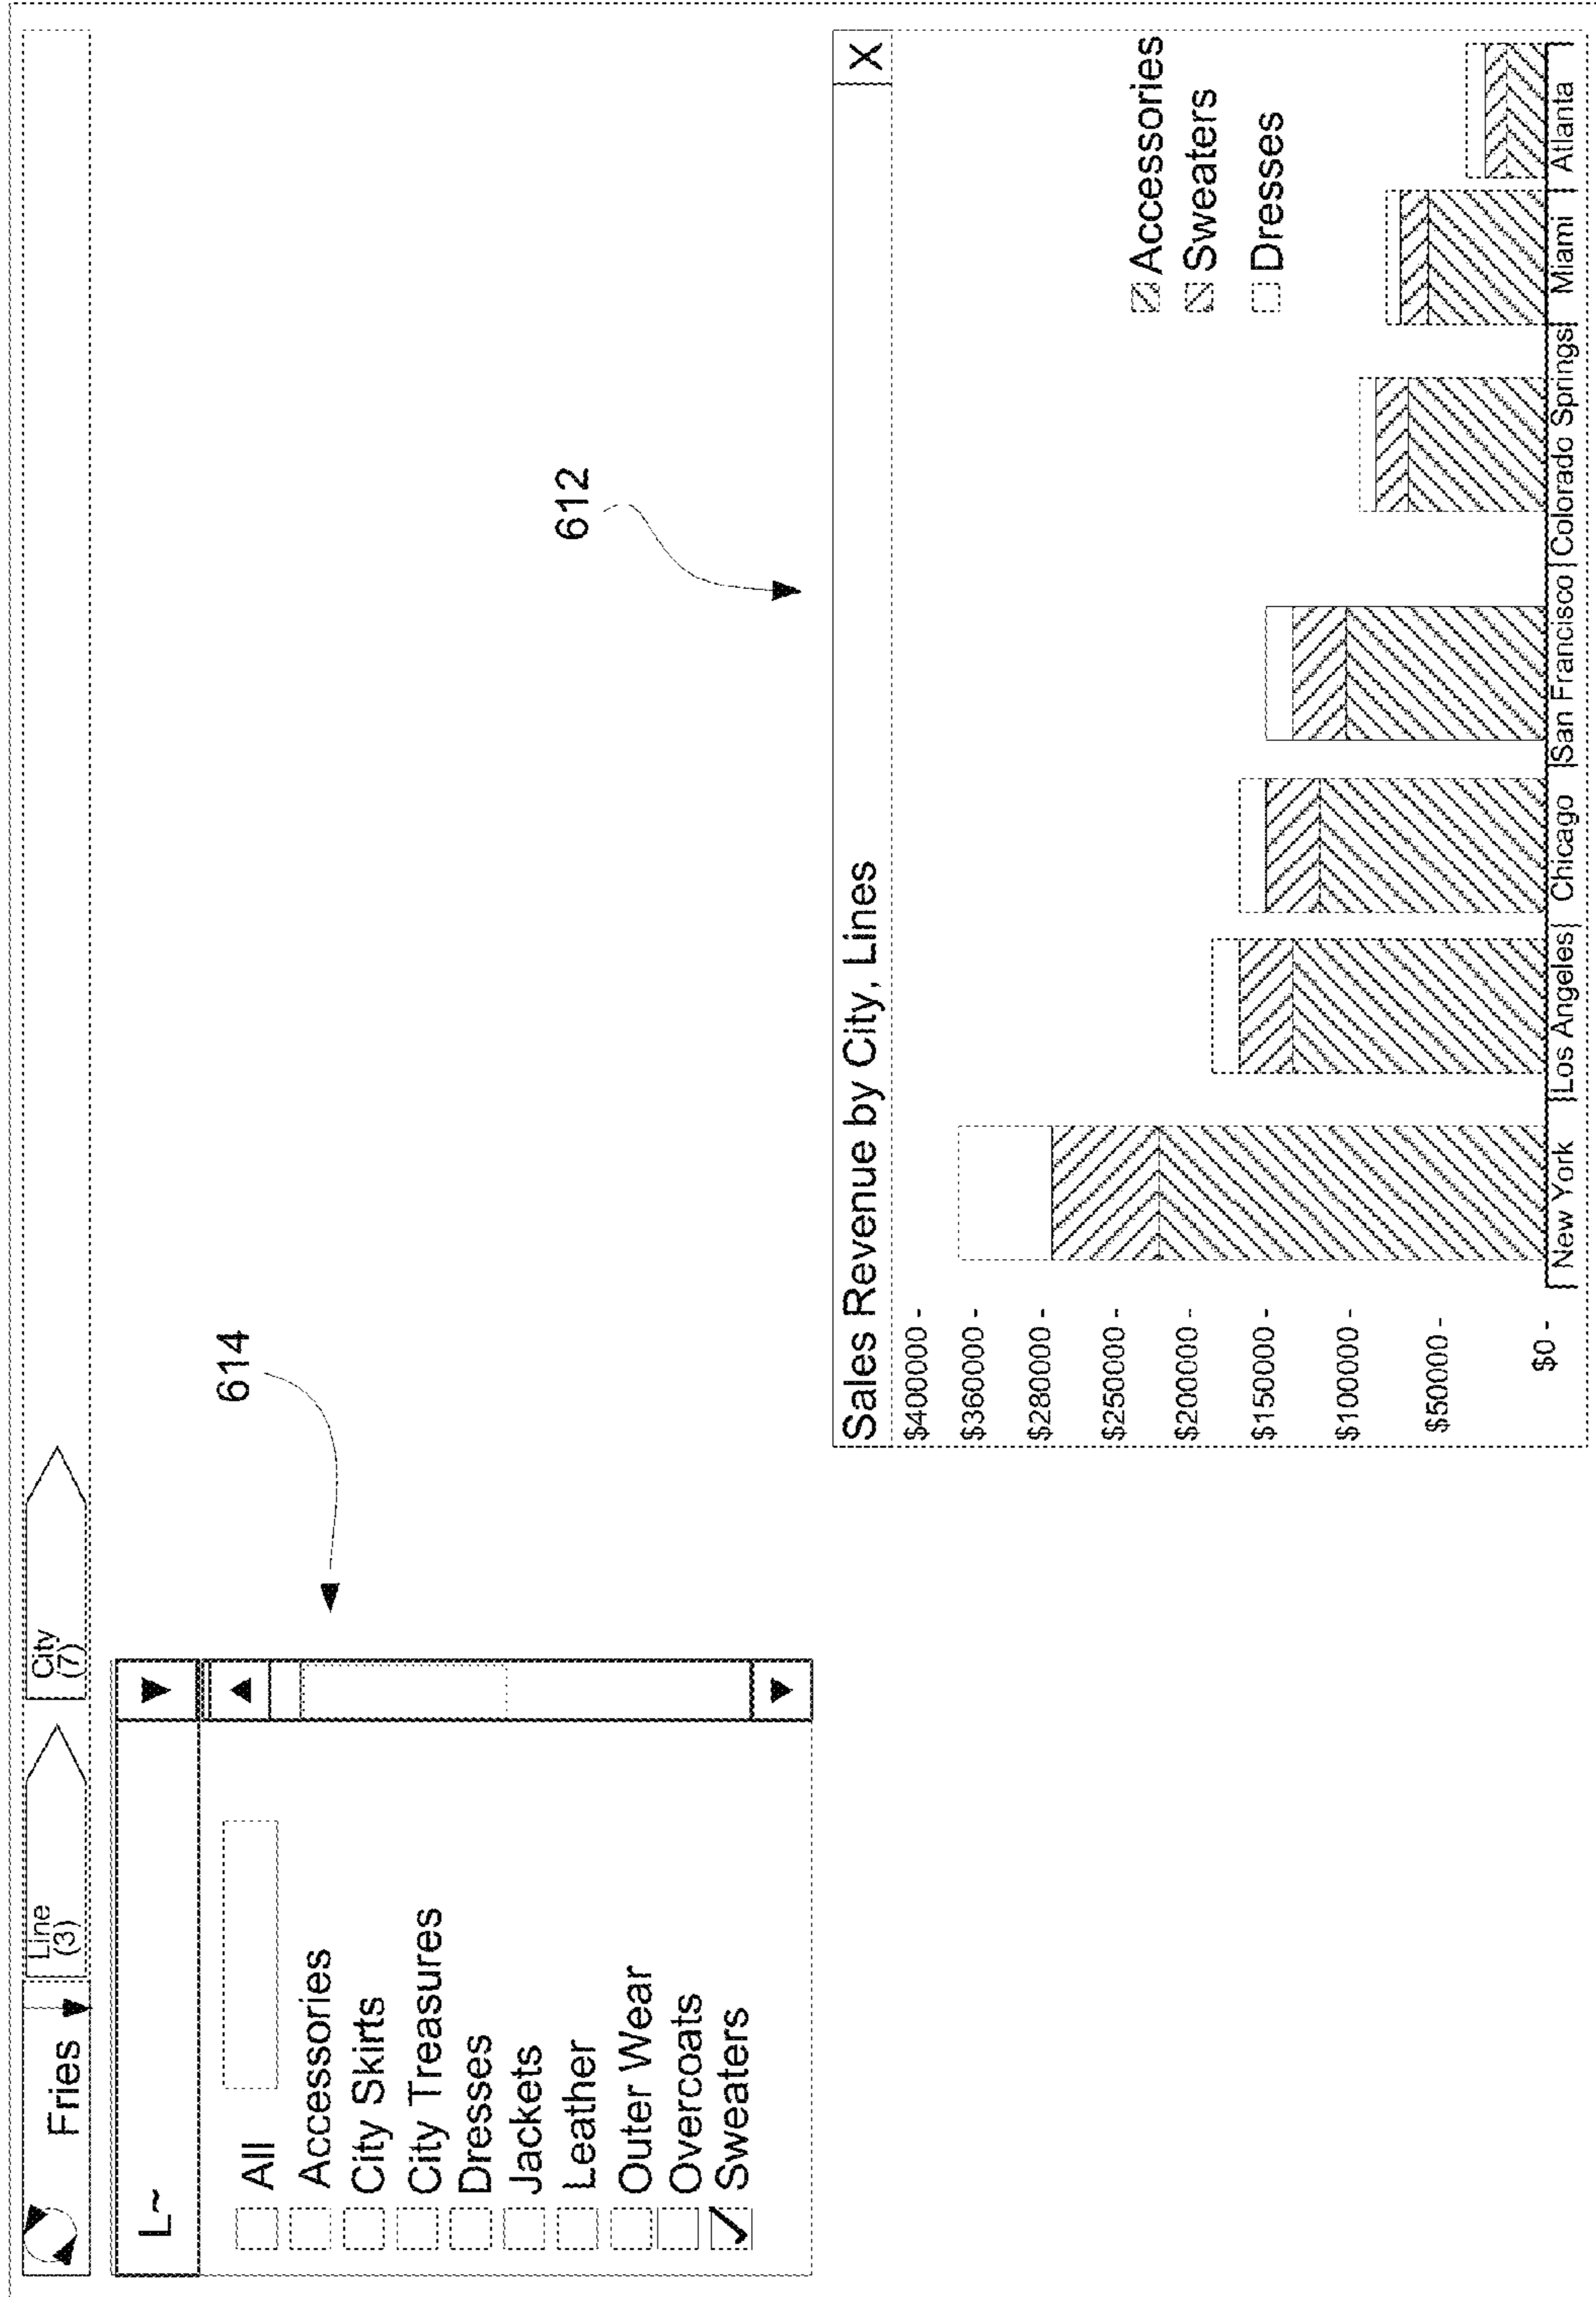 Fries
Line
(3)
City
(7)
L~
All
Accessories
City Skirts
City Treasures
Dresses
Jackets
Leather
Outer Wear
Overcoats
Sweaters
614
612
Sales Revenue by City, Lines X
$400000 -
$360000 -
$280000 -
$250000 -
$200000 -
$150000 -
$100000 -
$50000 -
$0 -
Accessories
Sweaters
Dresses
New York | Los Angeles | Chicago | San Francisco | Colorado Springs | Miami | Atlanta